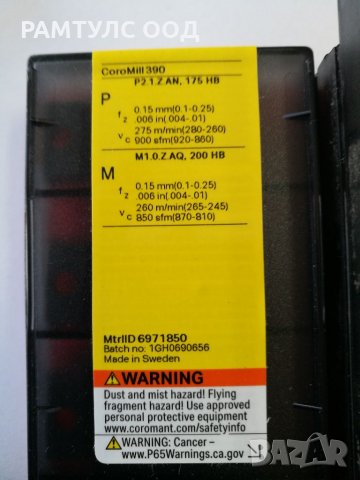 РАМТУЛС ООД
CoroMill 390
P2.1.Z.AN, 175 HB
P
fz 0.15 mm(0.1-0.25)
.006 in(.004-.01)
vc 275 m/min(280-260)
900 sfm(920-860)
M1.0.Z.AQ, 200 HB
M
fz 0.15 mm(0.1-0.25)
.006 in(.004-.01)
vc 260 m/min(265-245)
850 sfm(870-810)
MtrlID 6971850
Batch no: 1GH0690656
Made in Sweden
WARNING
Dust and mist hazard! Flying
fragment hazard! Use approved
personal protective equipment
www.coromant.com/safetyinfo
WARNING: Cancer –
www.P65Warnings.ca.gov
BAZAR